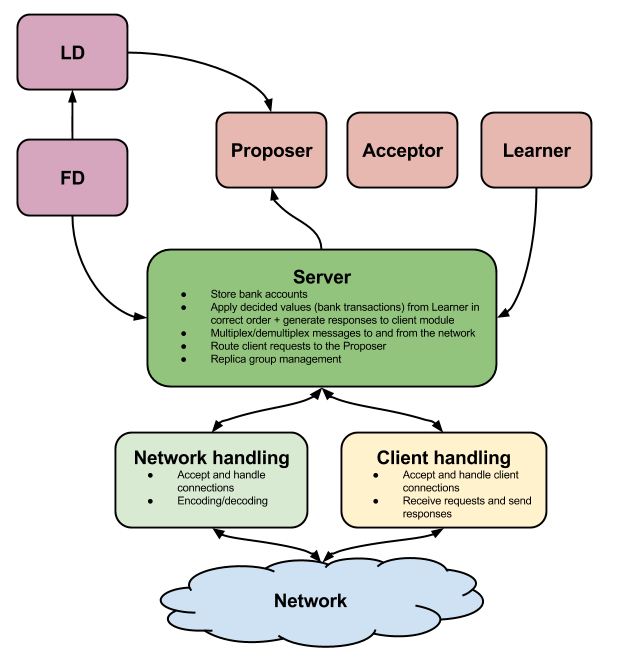 LD
Proposer
Acceptor
Learner
FD
Server
● Store bank accounts
● Apply decided values (bank transactions) from Learner in
correct order + generate responses to client module
● Multiplex/demultiplex messages to and from the network
● Route client requests to the Proposer
● Replica group management
Network handling
● Accept and handle
connections
● Encoding/decoding
Client handling
● Accept and handle client
connections
● Receive requests and send
responses
Network